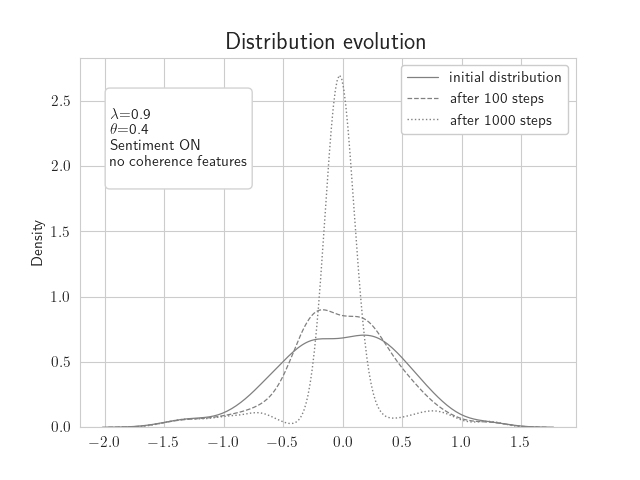 Distribution evolution
initial distribution
after 100 steps
after 1000 steps
λ=0.9
θ=0.4
Sentiment ON
no coherence features
Density
2.5
2.0
1.5
1.0
0.5
0.0
−2.0 −1.5 −1.0 −0.5 0.0 0.5 1.0 1.5